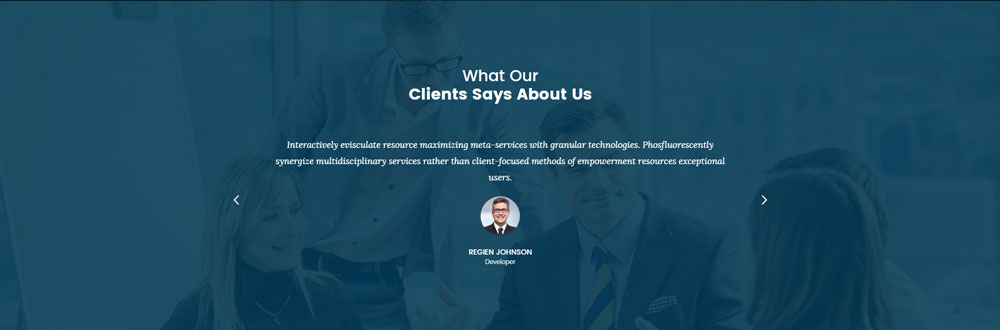 What Our
Clients Says About Us
Interactively evisculate resource maximizing meta-services with granular technologies. Phosfluorescently
synergize multidisciplinary services rather than client-focused methods of empowerment resources exceptional
users.
REGIEN JOHNSON
Developer